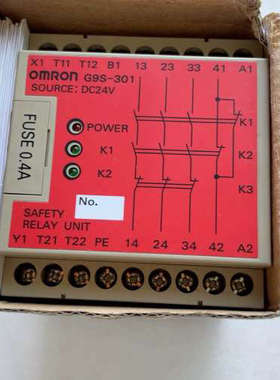 X1 T11 T12 B1 13 23 33 41 A1
OMRON G9S-301
SOURCE: DC24V
FUSE 0.4A
POWER
K1
K2
K1
K2
K3
No.
SAFETY
RELAY UNIT
Y1 T21 T22 PE 14 24 34 42 A2